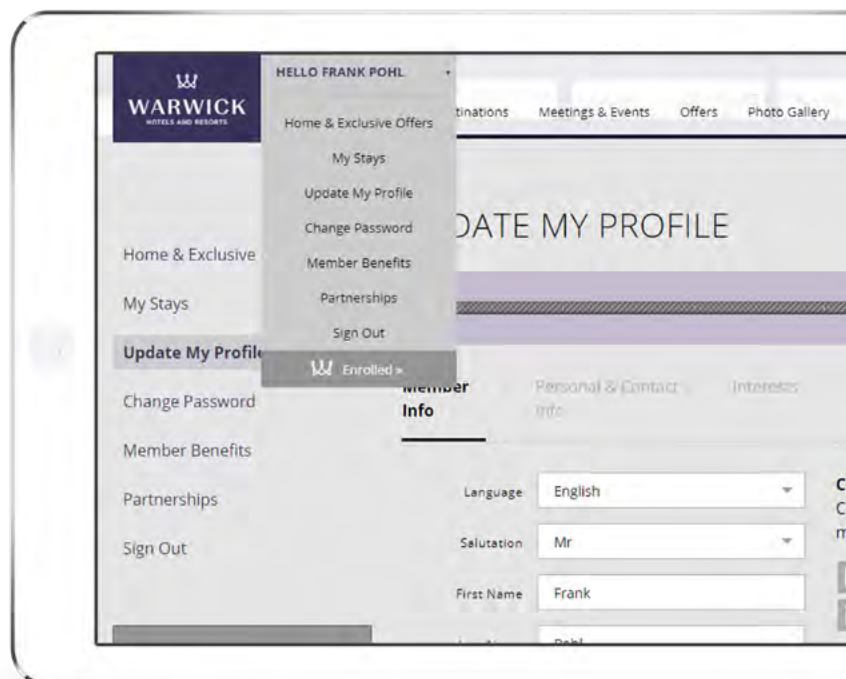 WARWICK
HOTELS AND RESORTS
HELLO FRANK POHL
Home & Exclusive Offers
My Stays
Update My Profile
Change Password
Member Benefits
Partnerships
Sign Out
Enrolled »
tinations Meetings & Events Offers Photo Gallery
DATE MY PROFILE
Home & Exclusive
My Stays
Update My Profile
Change Password
Member Benefits
Partnerships
Sign Out
Member
Info
Personal & Contact
Info
Interests
Language English
Salutation Mr
First Name Frank
Pohl
C
C
m